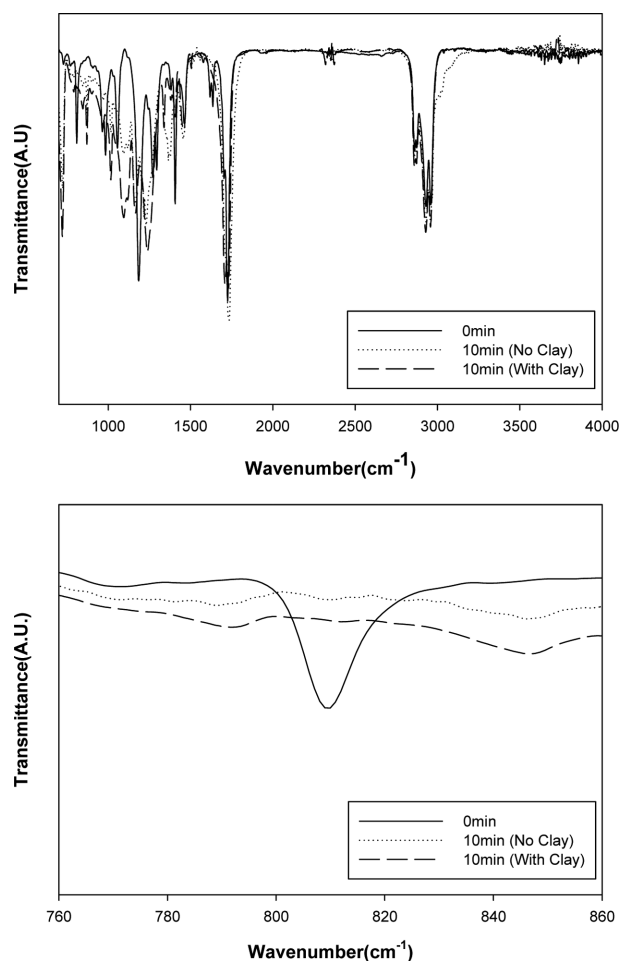 Transmittance(A.U)
0min
10min (No Clay)
10min (With Clay)
1000 1500 2000 2500 3000 3500 4000
Wavenumber(cm-1)
Transmittance(A.U.)
0min
10min (No Clay)
10min (With Clay)
760 780 800 820 840 860
Wavenumber(cm-1)